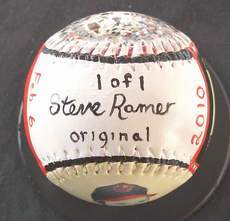 1 of 1
Steve Ramer
original
Feb 6
2010